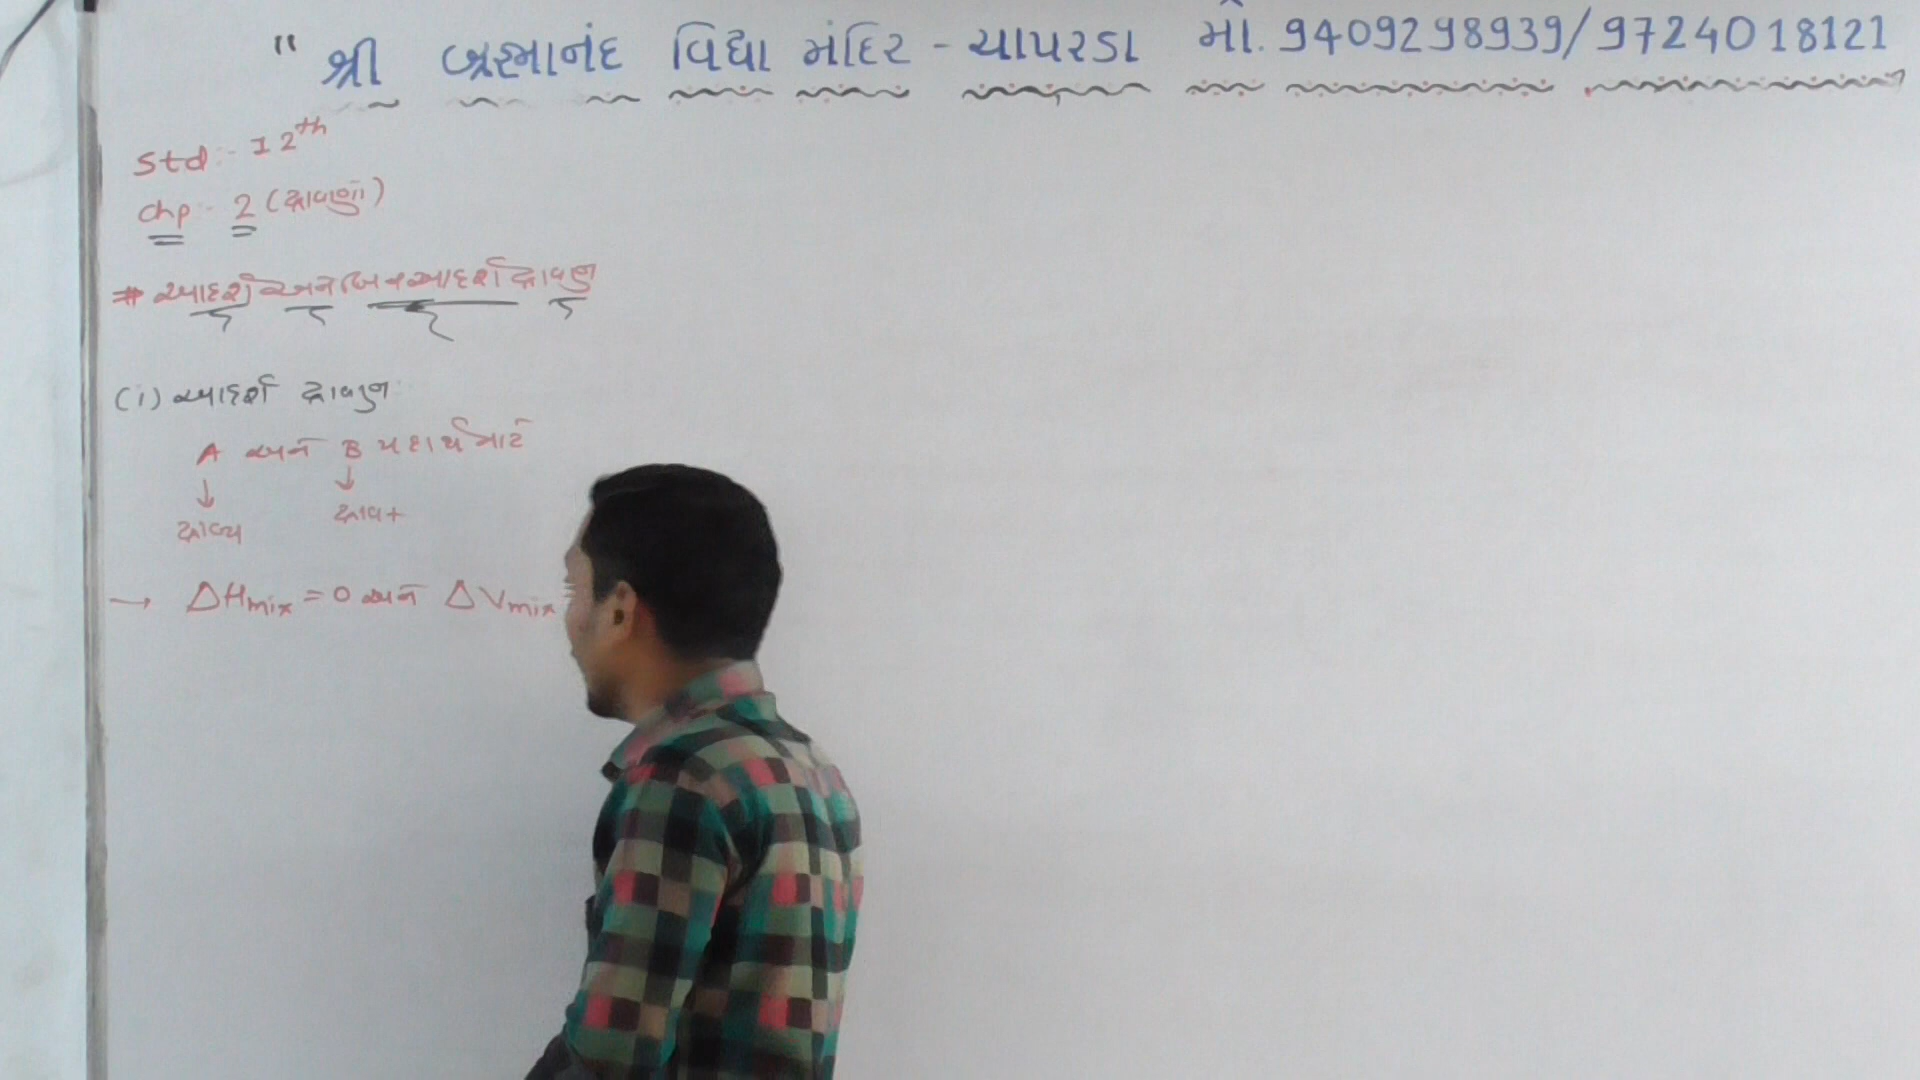 " શ્રી બ્રહ્માનંદ વિદ્યા મંદિર - ચાપરડા મો. 9409298939/9724018121
Std :- 12th
chp - 2 (દ્રાવણો)
# આદર્શ અને બિનઆદર્શ દ્રાવણ
(i) આદર્શ દ્રાવણ
A અને B પદાર્થ માટે
↓ ↓
દ્રાવ્ય દ્રાવક
→ ΔHmix = 0 અને ΔVmix =